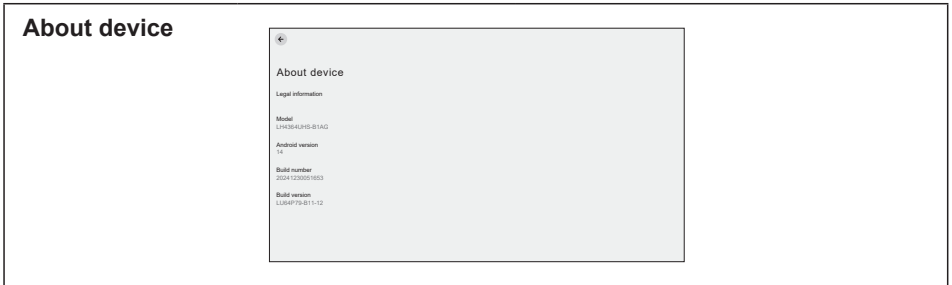 About device
About device
Legal information
Model
LH4364UHS-B1AG
Android version
14
Build number
20241230051653
Build version
LU64P79-B11-12